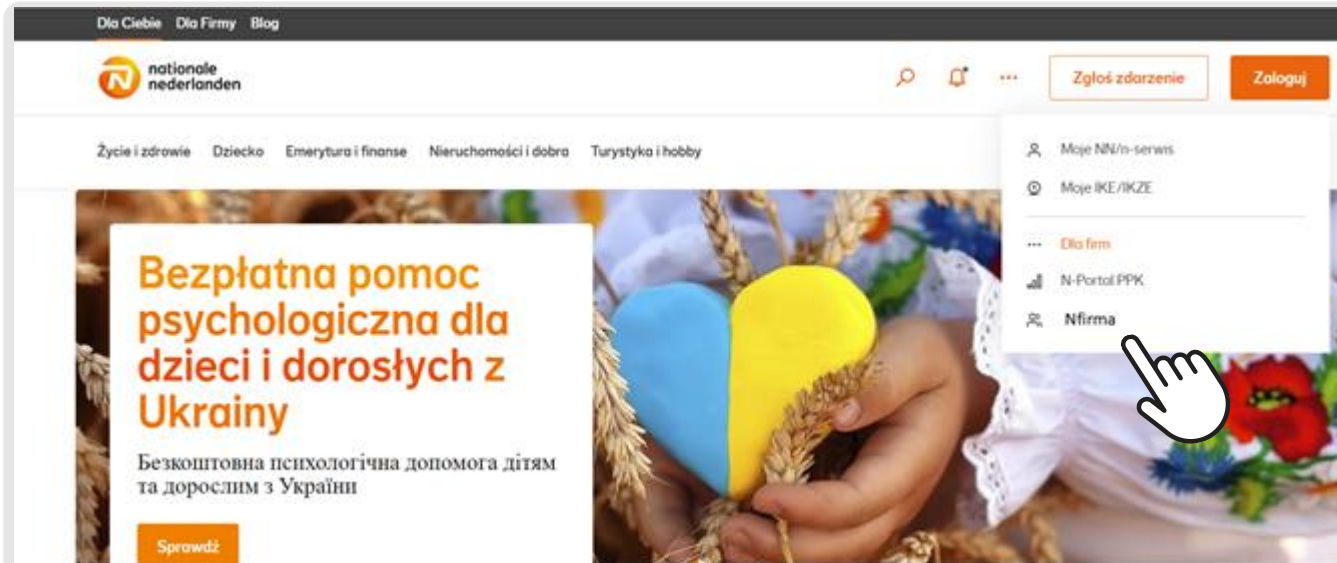 Dla Ciebie Dla Firmy Blog
nationale
nederlanden
Zgłoś zdarzenie Zaloguj
Życie i zdrowie Dziecko Emerytura i finanse Nieruchomości i dobra Turystyka i hobby
Moje NN/n-serwis
Moje IKE/IKZE
Dla firm
N-Portal PPK
Nfirma
Bezpłatna pomoc
psychologiczna dla
dzieci i dorosłych z
Ukrainy
Безкоштовна психологічна допомога дітям
та дорослим з України
Sprawdź